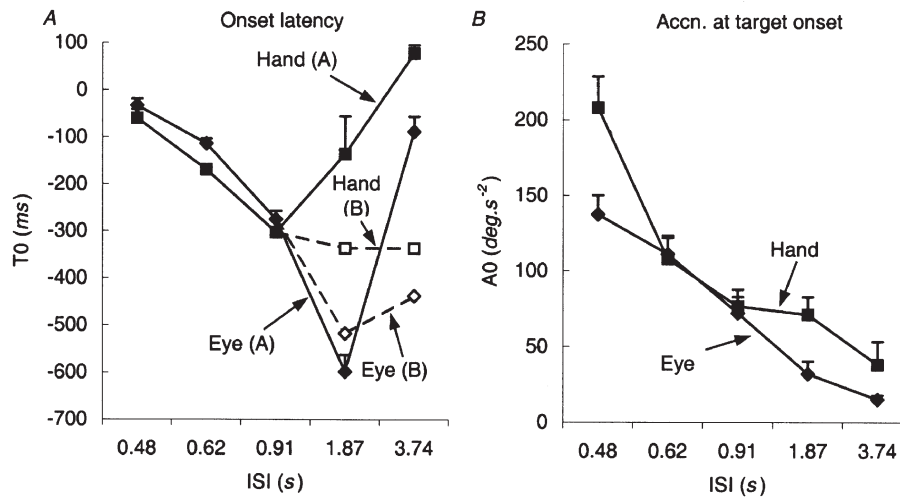 A
Onset latency
100
0
-100
-200
-300
-400
-500
-600
-700
T0 (ms)
Hand (A)
Hand
(B)
Eye (A)
Eye (B)
0.48 0.62 0.91 1.87 3.74
ISI (s)
B
Accn. at target onset
250
200
150
100
50
0
A0 (deg.s-2)
Hand
Eye
0.48 0.62 0.91 1.87 3.74
ISI (s)